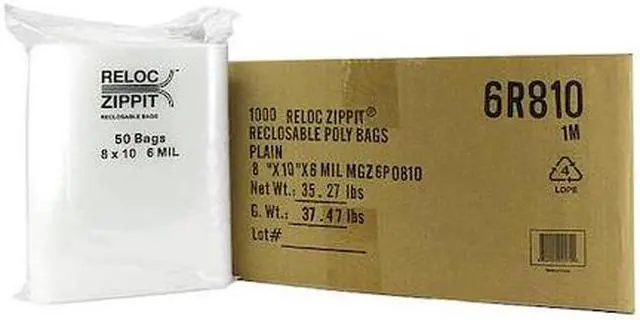 RELOC
ZIPPIT
RECLOSABLE BAGS
50 Bags
8 x 10 6 MIL
1000 RELOC ZIPPIT®
RECLOSABLE POLY BAGS
PLAIN
8 "X10"X6 MIL MGZ6P0810
Net Wt.: 35.27 lbs
G. Wt.: 37.47 lbs
Lot#
6R810
1M
4
LDPE